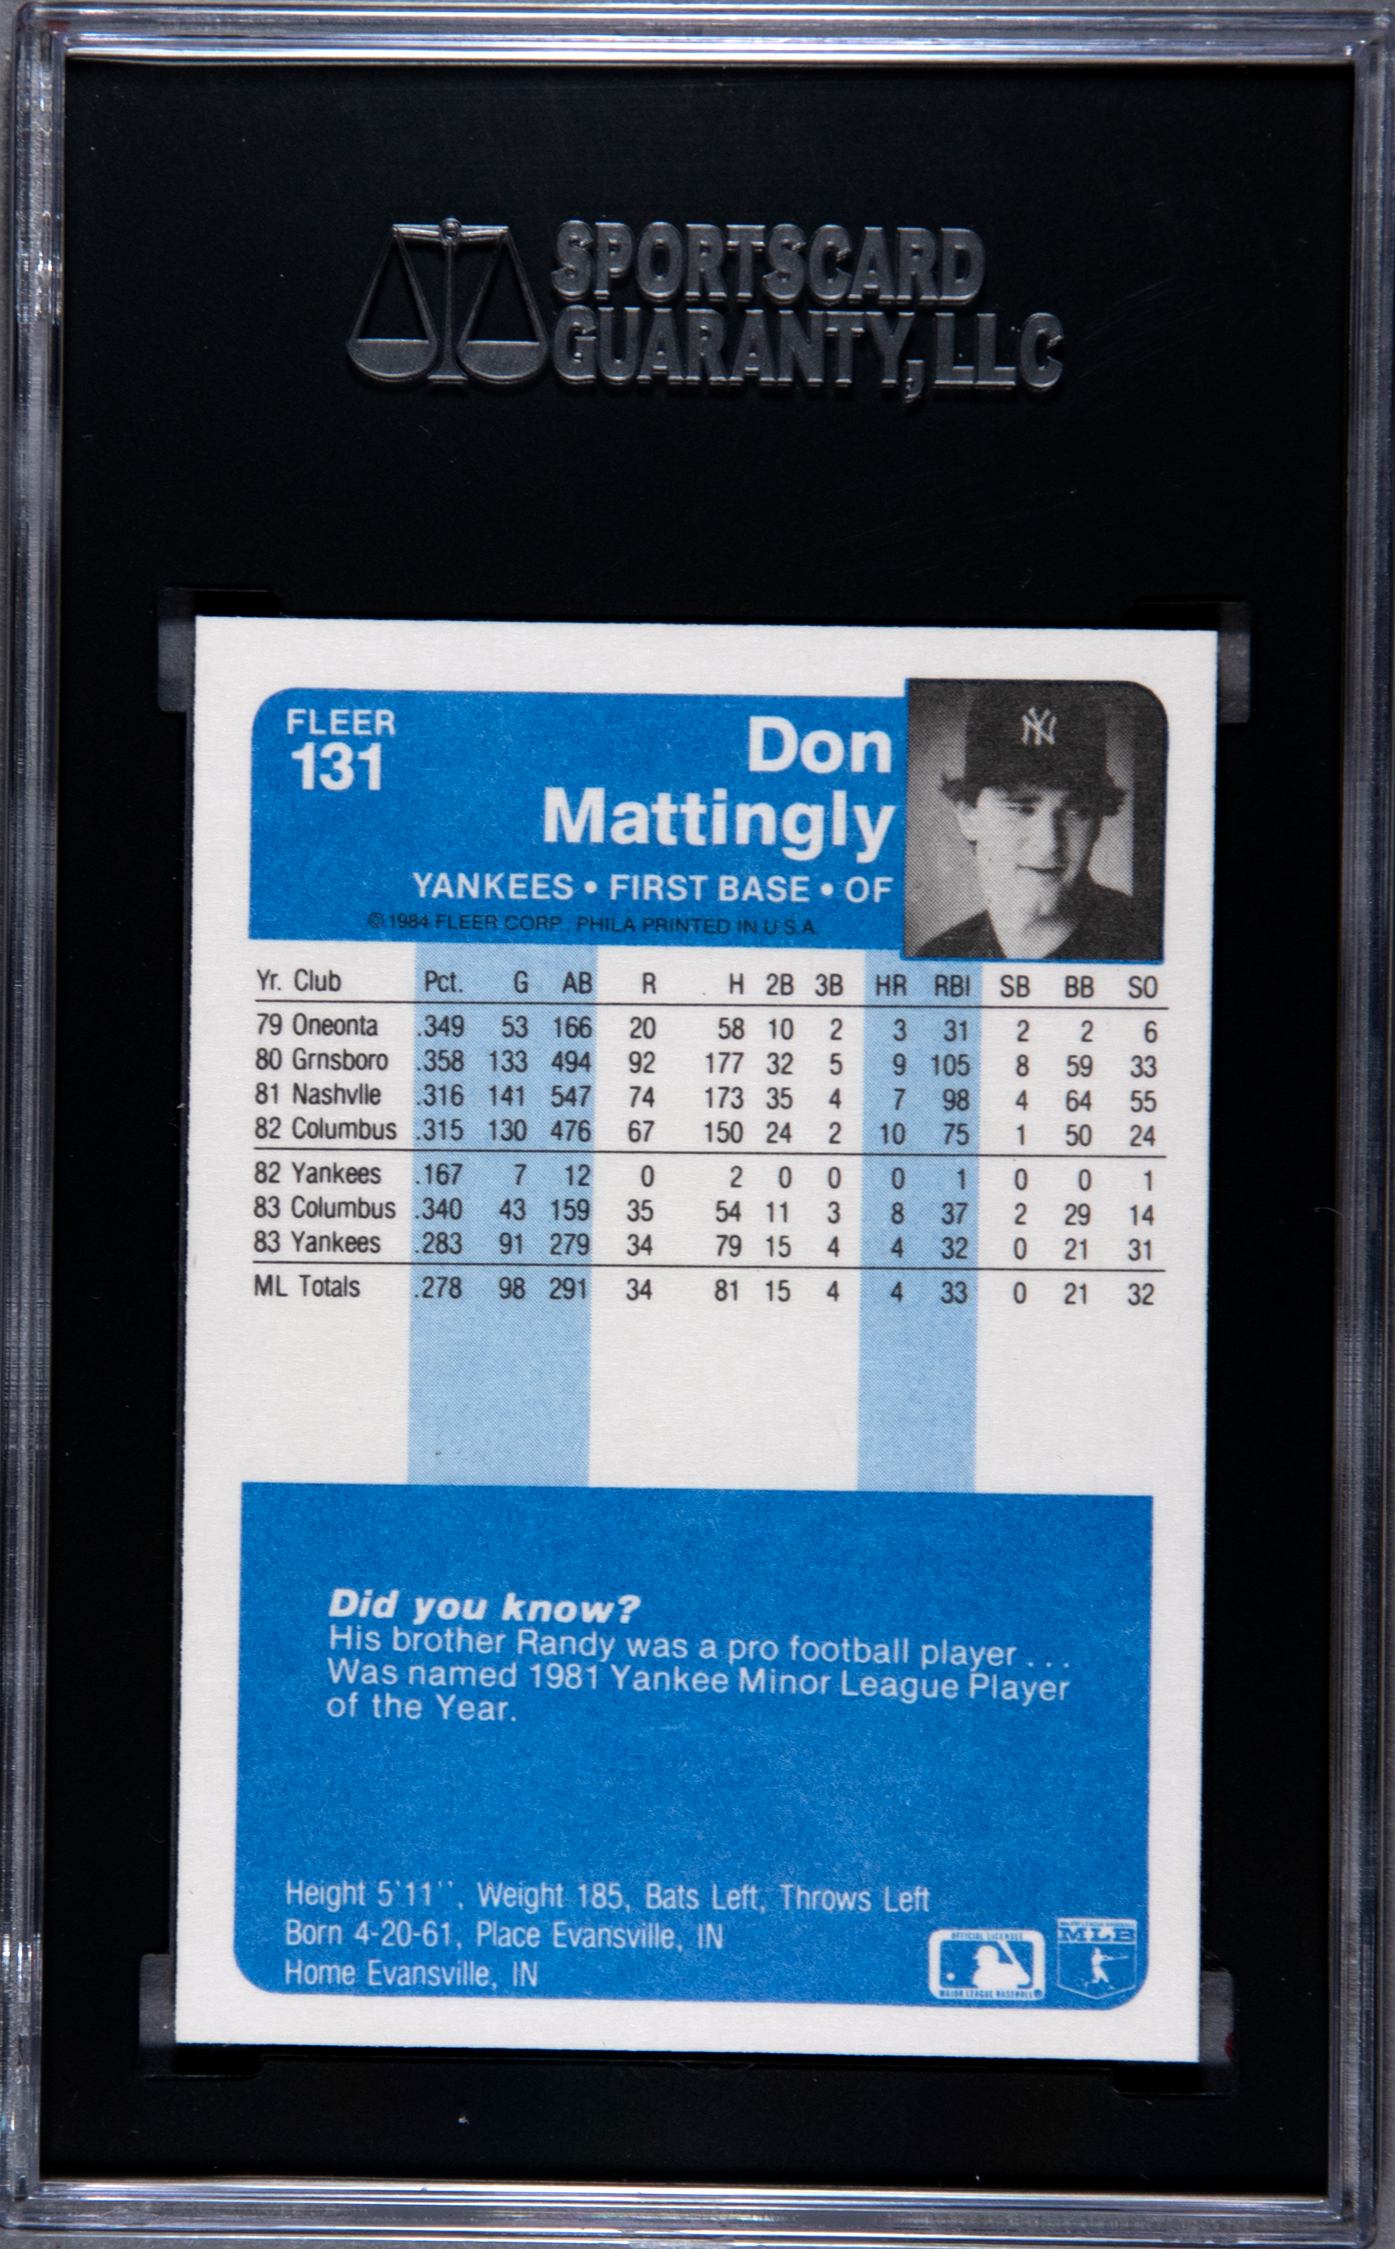 SPORTSCARD
GUARANTY, LLC
FLEER
131
Don
Mattingly
YANKEES • FIRST BASE • OF
© 1984 FLEER CORP. PHILA PRINTED IN U.S.A.
NY
Yr. Club Pct. G AB R H 2B 3B HR RBI SB BB SO
79 Oneonta .349 53 166 20 58 10 2 3 31 2 2 6
80 Grnsboro .358 133 494 92 177 32 5 9 105 8 59 33
81 Nashvlle .316 141 547 74 173 35 4 7 98 4 64 55
82 Columbus .315 130 476 67 150 24 2 10 75 1 50 24
82 Yankees .167 7 12 0 2 0 0 0 1 0 0 1
83 Columbus .340 43 159 35 54 11 3 8 37 2 29 14
83 Yankees .283 91 279 34 79 15 4 4 32 0 21 31
ML Totals .278 98 291 34 81 15 4 4 33 0 21 32
Did you know?
His brother Randy was a pro football player . . .
Was named 1981 Yankee Minor League Player
of the Year.
Height 5'11'', Weight 185, Bats Left, Throws Left
Born 4-20-61, Place Evansville, IN
Home Evansville, IN
OFFICIAL LICENSEE
MAJOR LEAGUE BASEBALL
MAJOR LEAGUE BASEBALL
MLB